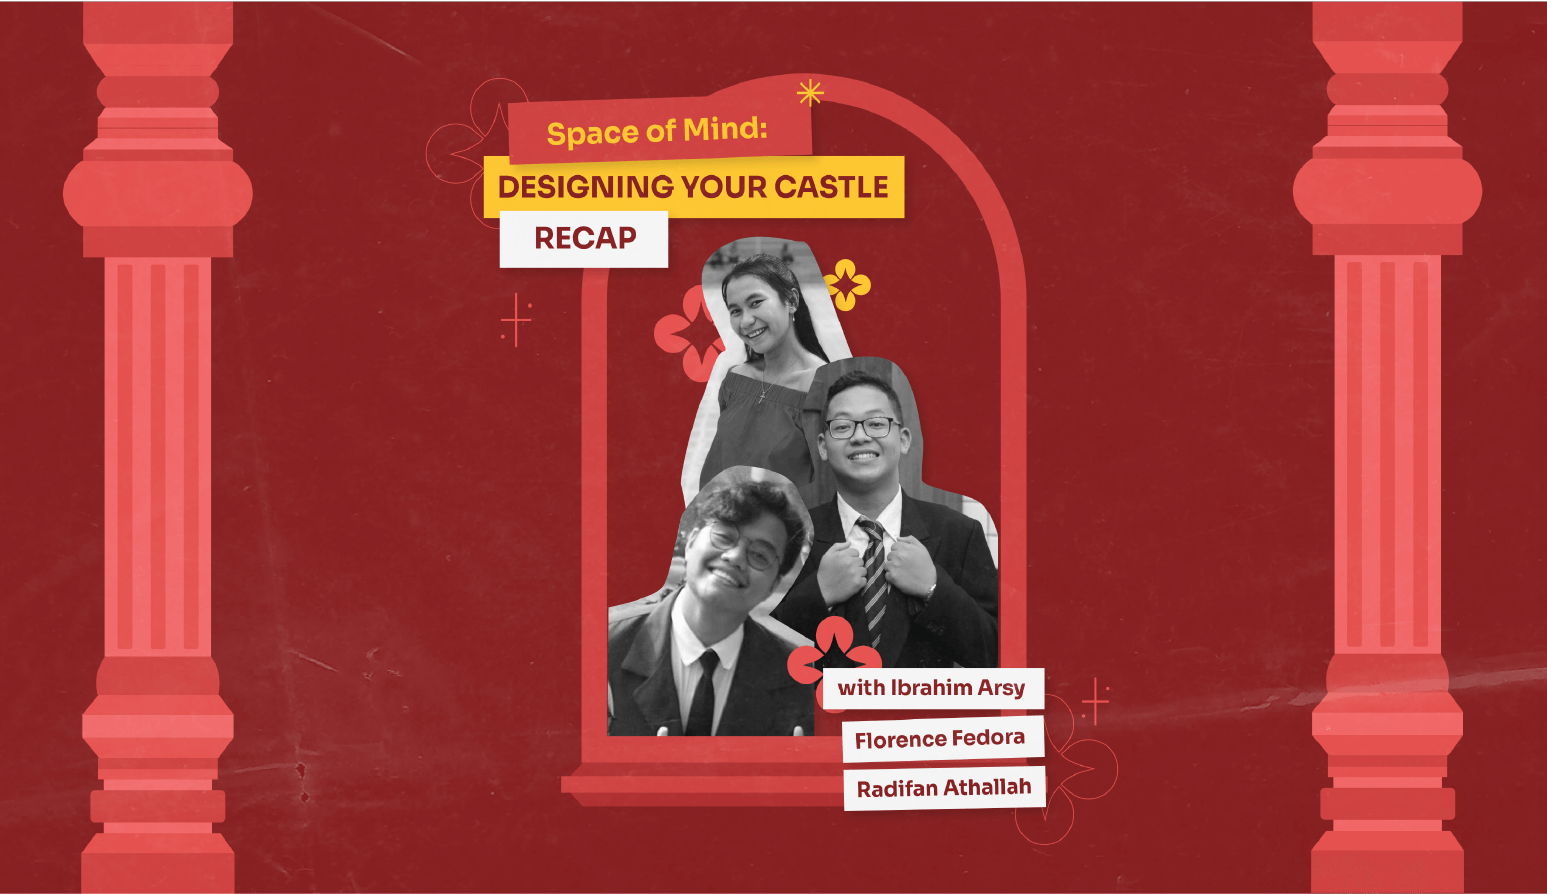 Space of Mind:
DESIGNING YOUR CASTLE
RECAP
with Ibrahim Arsy
Florence Fedora
Radifan Athallah